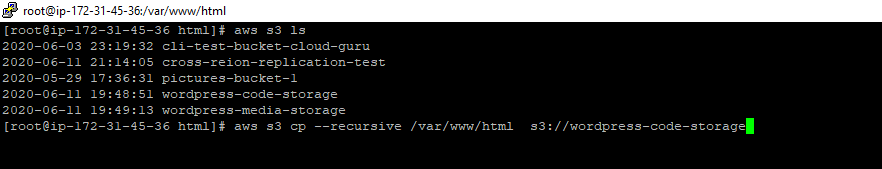 root@ip-172-31-45-36:/var/www/html
[root@ip-172-31-45-36 html]# aws s3 ls
2020-06-03 23:19:32 cli-test-bucket-cloud-guru
2020-06-11 21:14:05 cross-reion-replication-test
2020-05-29 17:36:31 pictures-bucket-1
2020-06-11 19:48:51 wordpress-code-storage
2020-06-11 19:49:13 wordpress-media-storage
[root@ip-172-31-45-36 html]# aws s3 cp --recursive /var/www/html  s3://wordpress-code-storage